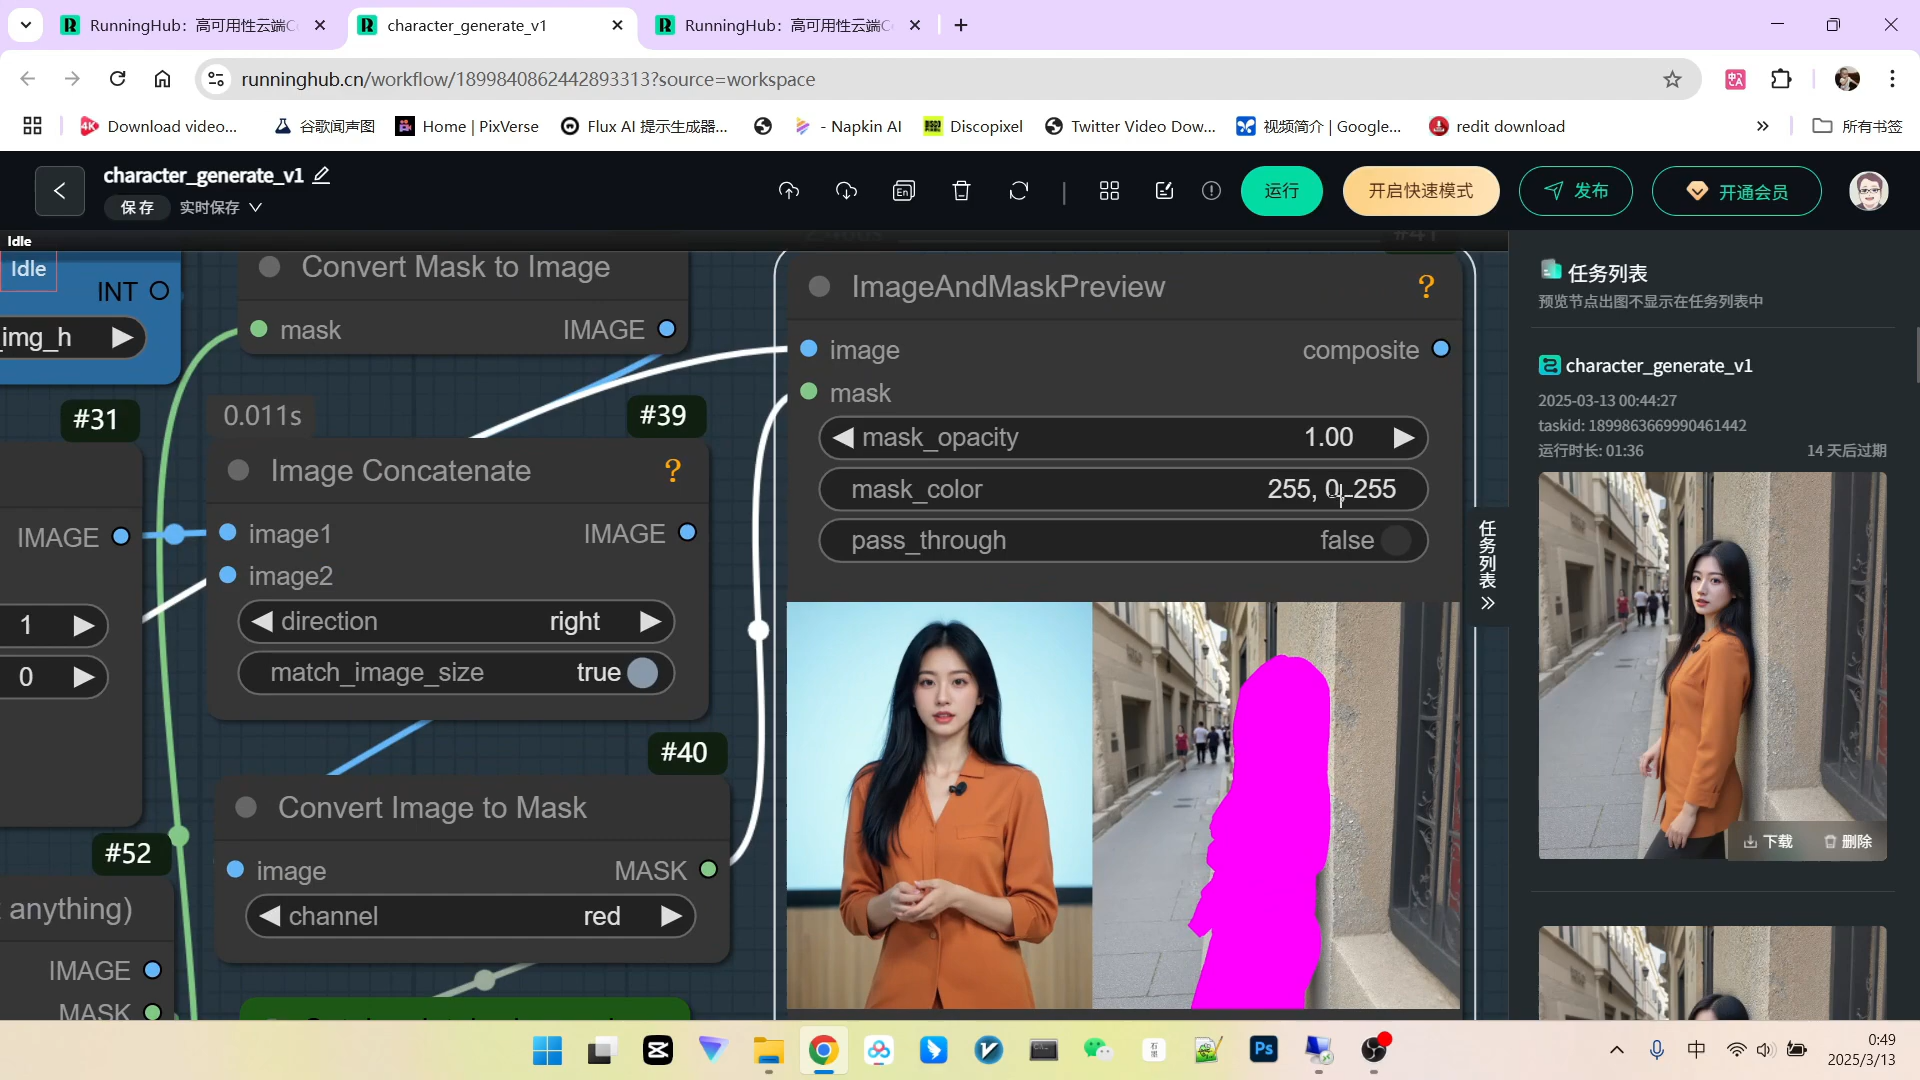 RunningHub：高可用性云端C
character_generate_v1
RunningHub：高可用性云端C
runninghub.cn/workflow/1899840862442893313?source=workspace
Download video...
谷歌闻声图
Home | PixVerse
Flux AI 提示生成器...
- Napkin AI
Discopixel
Twitter Video Dow...
视频简介 | Google...
redit download
所有书签
character_generate_v1
保存
实时保存
En
运行
开启快速模式
发布
开通会员
Idle
Idle
INT
_img_h
#31
IMAGE
1
0
#52
t anything)
IMAGE
MASK
Convert Mask to Image
mask
IMAGE
0.011s
#39
Image Concatenate
?
image1
IMAGE
image2
direction
right
match_image_size
true
#40
Convert Image to Mask
image
MASK
channel
red
#41
ImageAndMaskPreview
?
image
composite
mask
mask_opacity
1.00
mask_color
255, 0, 255
pass_through
false
任务列表
任务列表
预览节点出图不显示在任务列表中
character_generate_v1
2025-03-13 00:44:27
taskid: 1899863669990461442
运行时长: 01:36
14 天后过期
下载
删除
Ps
中
0:49
2025/3/13